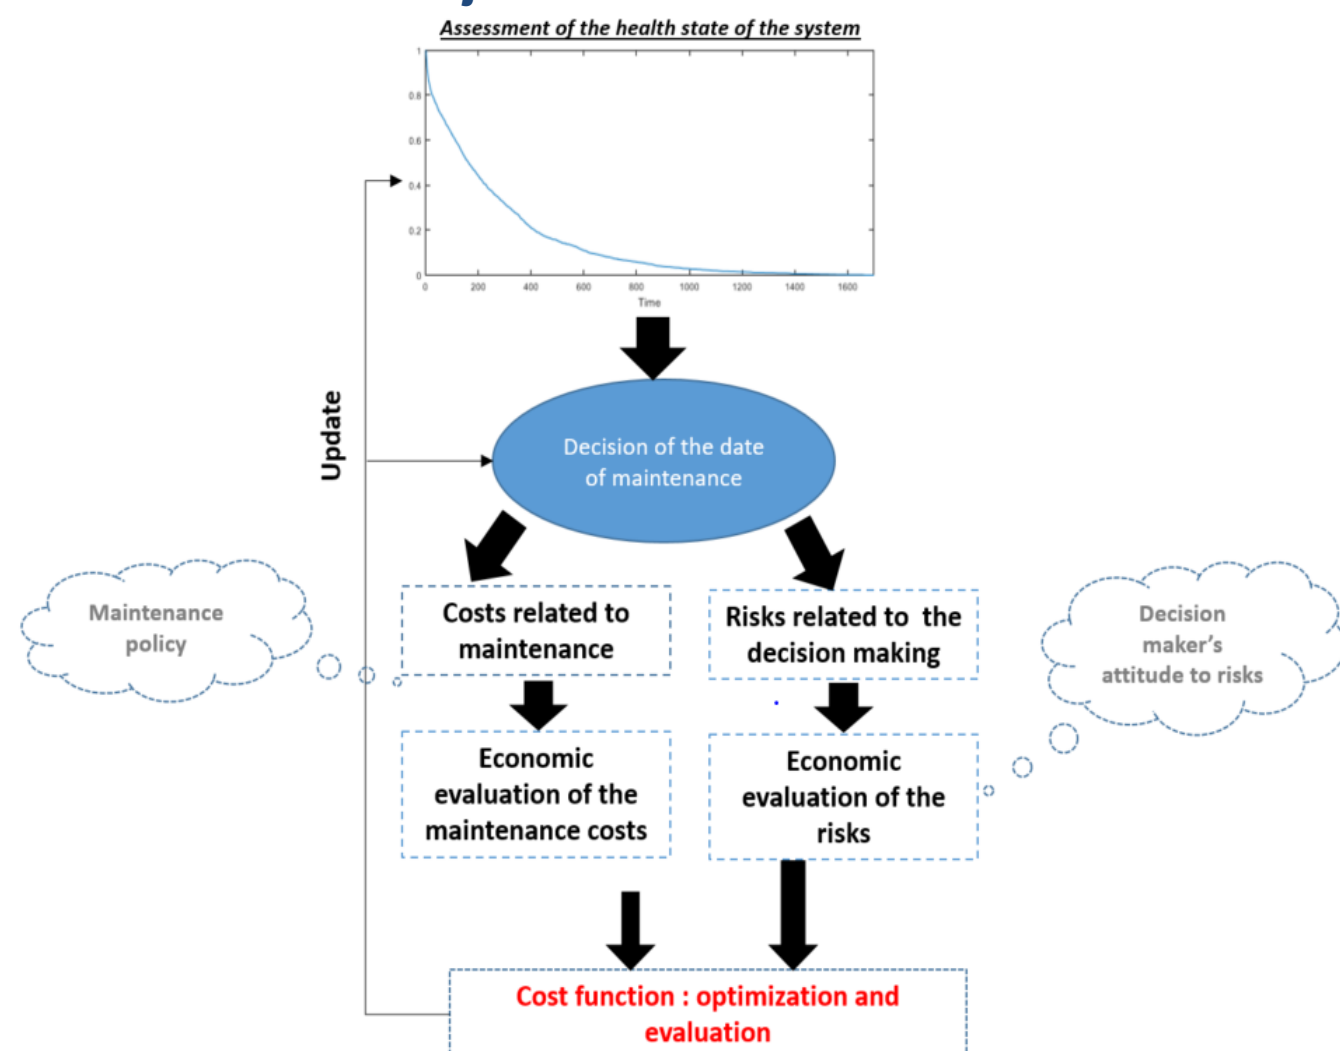 Assessment of the health state of the system
1
0.8
0.6
0.4
0.2
0
0 200 400 600 800 1000 1200 1400 1600
Time
Update
Decision of the date
of maintenance
Maintenance
policy
Costs related to
maintenance
Risks related to the
decision making
Decision
maker's
attitude to risks
Economic
evaluation of the
maintenance costs
Economic
evaluation of the
risks
Cost function : optimization and
evaluation